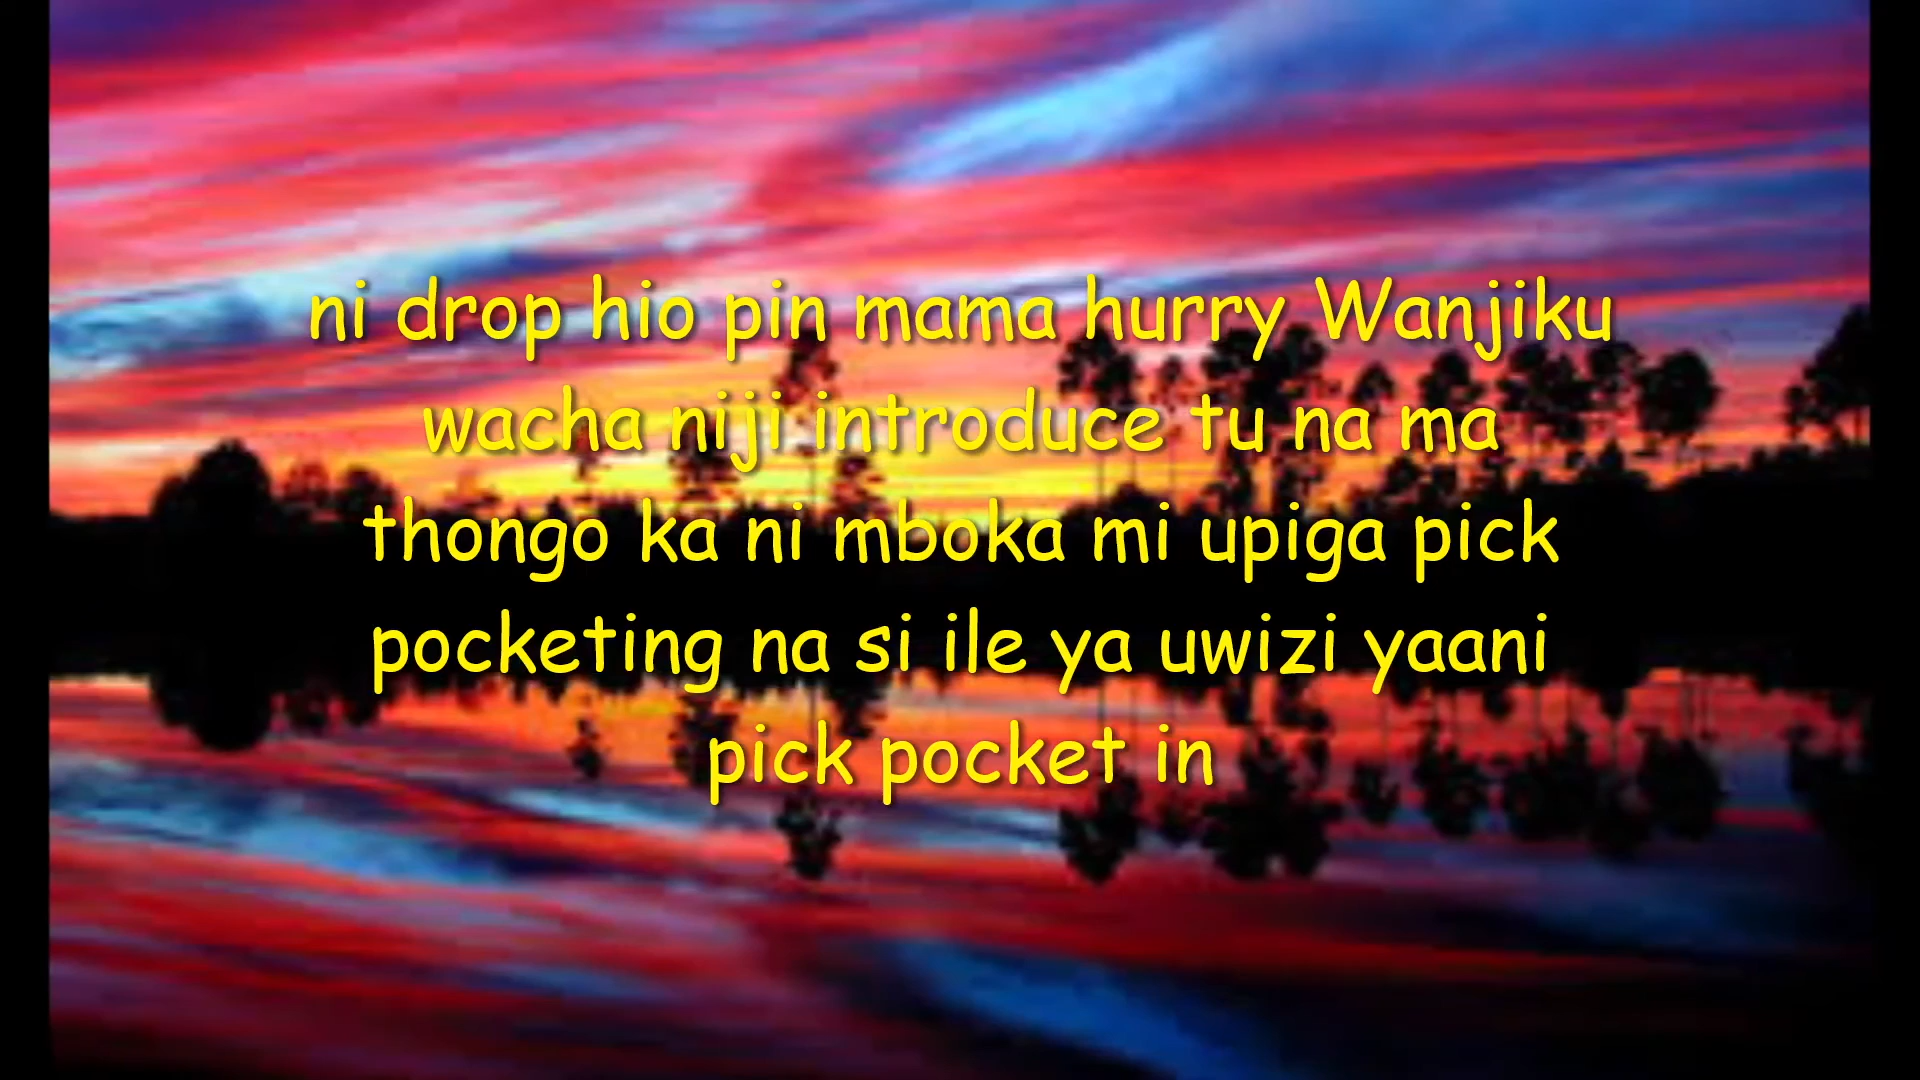 ni drop hio pin mama hurry Wanjiku
wacha niji introduce tu na ma
thongo ka ni mboka mi upiga pick
pocketing na si ile ya uwizi yaani
pick pocket in